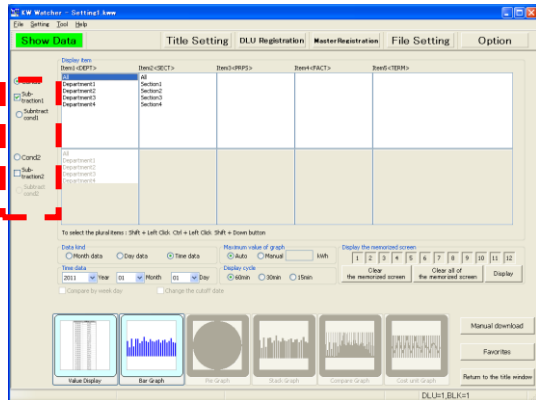 KW Watcher - Setting1.kww
File Setting Tool Help
Show Data Title Setting DLU Registration MasterRegistration File Setting Option
Display item
Item1<DEPT> Item2<SECT> Item3<PRPS> Item4<FACT> Item5<TERM>
All
Department1
Department2
Department3
Department4
All
Section1
Section2
Section3
Section4
Sub-
traction1
Subtract
cond1
Cond2
Sub-
traction2
Subtract
cond2
All
Department1
Department2
Department3
Department4
To select the plural items : Shift + Left Click Ctrl + Left Click Shift + Down button
Data kind
Month data Day data Time data
Maximum value of graph
Auto Manual kWh
Display the memorized screen
1 2 3 4 5 6 7 8 9 10 11 12
Time data
2011 Year 01 Month 01 Day
Display cycle
60min 30min 15min
Clear
the memorized screen
Clear all of
the memorized screen
Display
Compare by week day Change the cutoff date
Value Display Bar Graph Pie Graph Stack Graph Compare Graph Cost unit Graph
Manual download
Favorites
Return to the title window
DLU=1,BLK=1